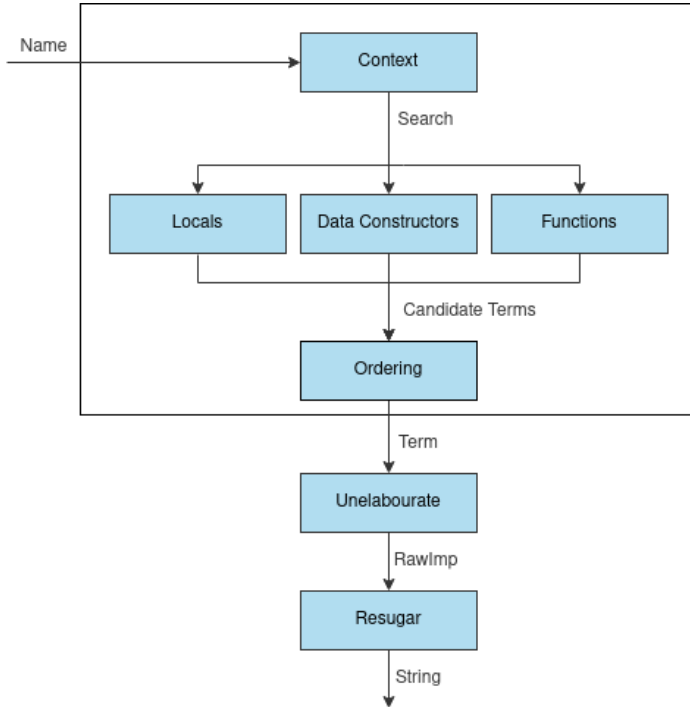 Name
Context
Search
Locals
Data Constructors
Functions
Candidate Terms
Ordering
Term
Unelabourate
RawImp
Resugar
String